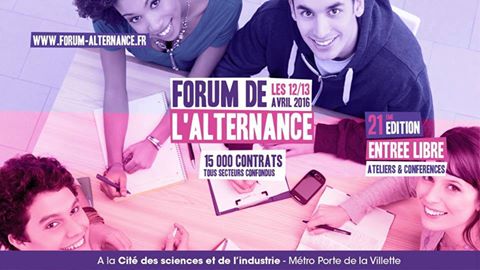 WWW.FORUM-ALTERNANCE.FR
FORUM DE
LES 12/13
AVRIL 2016
L'ALTERNANCE
15 000 CONTRATS
TOUS SECTEURS CONFONDUS
21EME EDITION
ENTREE LIBRE
ATELIERS & CONFERENCES
A la Cité des sciences et de l'industrie - Métro Porte de la Villette